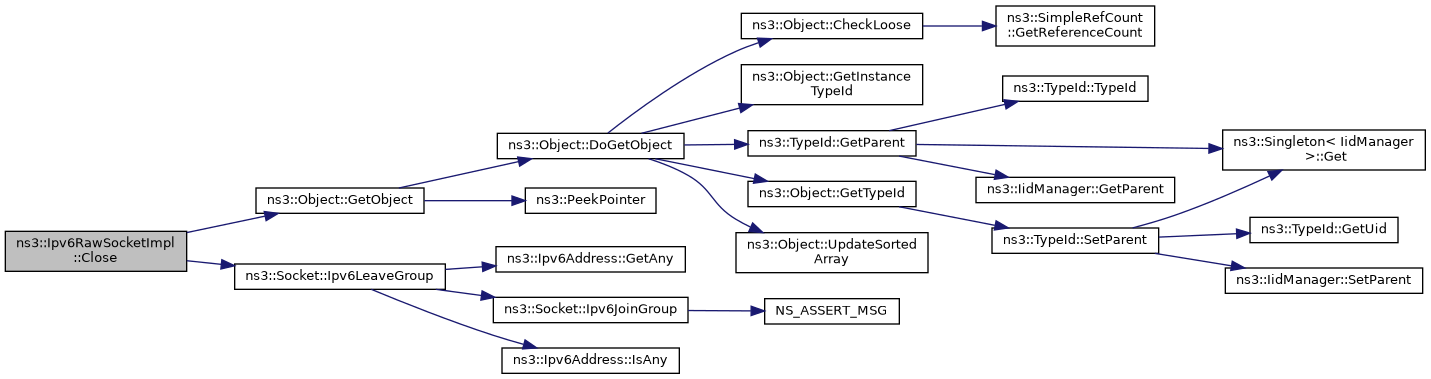 ns3::Ipv6RawSocketImpl
::Close
ns3::Object::GetObject
ns3::Socket::Ipv6LeaveGroup
ns3::Object::DoGetObject
ns3::PeekPointer
ns3::Ipv6Address::GetAny
ns3::Socket::Ipv6JoinGroup
ns3::Ipv6Address::IsAny
ns3::Object::CheckLoose
ns3::Object::GetInstance
TypeId
ns3::TypeId::GetParent
ns3::Object::GetTypeId
ns3::Object::UpdateSorted
Array
NS_ASSERT_MSG
ns3::SimpleRefCount
::GetReferenceCount
ns3::TypeId::TypeId
ns3::IidManager::GetParent
ns3::TypeId::SetParent
ns3::Singleton< IidManager
>::Get
ns3::TypeId::GetUid
ns3::IidManager::SetParent